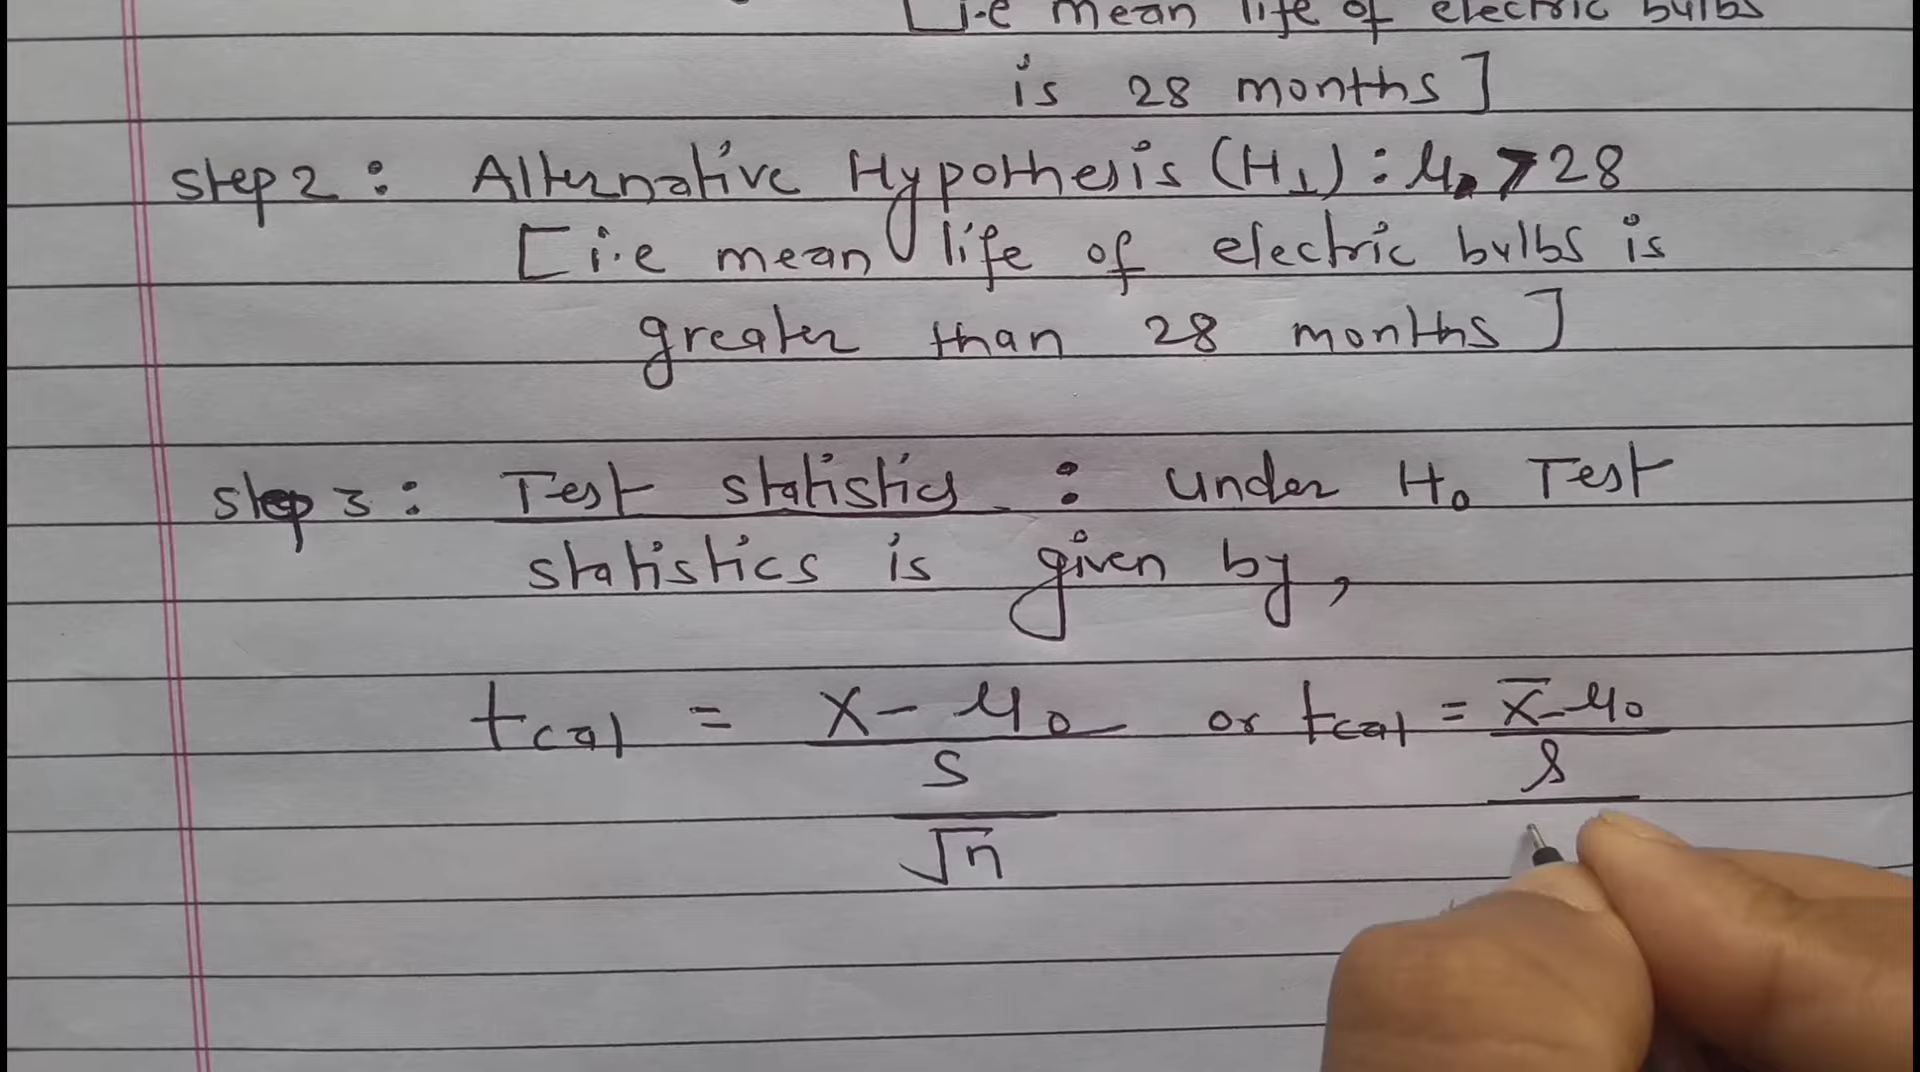 [i.e mean life of electric bulbs
is 28 months]
step 2 : Alternative Hypothesis (H₁) : μ > 28
[i.e mean life of electric bulbs is
greater than 28 months]
step 3 : Test statistics : under H₀ Test
statistics is given by,
tcal = x - μ₀ or tcal = x̄ - μ₀
s s
√n